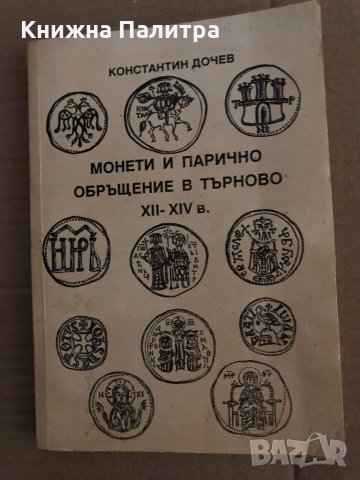 Книжна Палитра
КОНСТАНТИН ДОЧЕВ
МОНЕТИ И ПАРИЧНО
ОБРЪЩЕНИЕ В ТЪРНОВО
XII- XIV в.
BAZAR